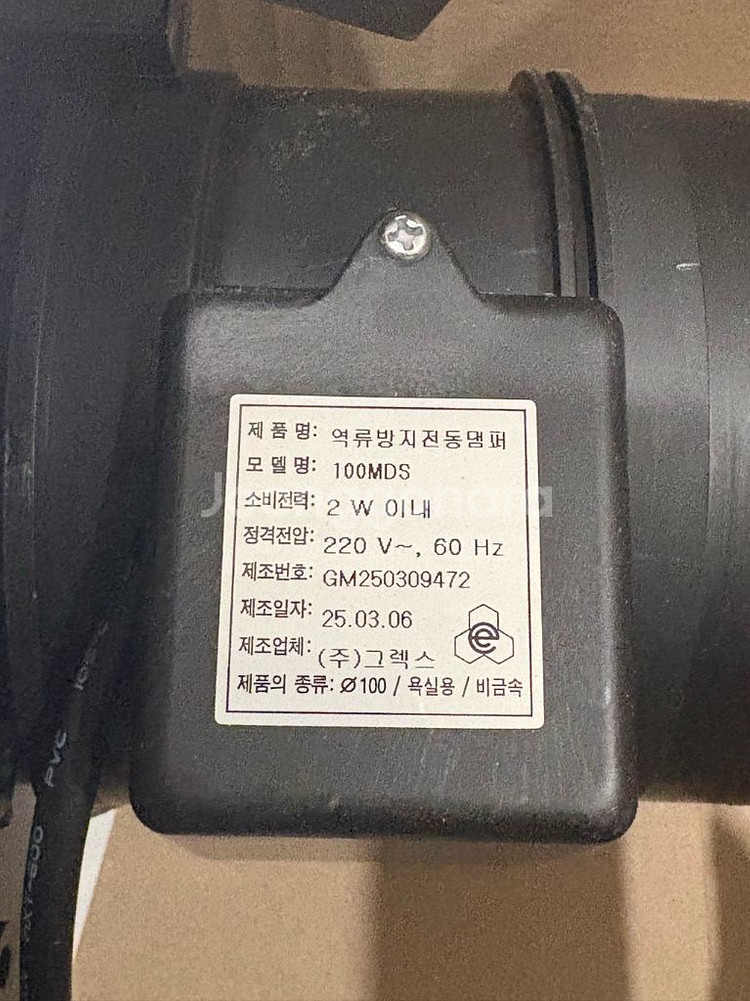 제 품 명: 역류방지전동댐퍼
모 델 명: 100MDS
소비전력: 2 W 이내
정격전압: 220 V~, 60 Hz
제조번호: GM250309472
제조일자: 25.03.06
제조업체: (주)그렉스
제품의 종류: Ø100 / 욕실용 / 비금속
PVC